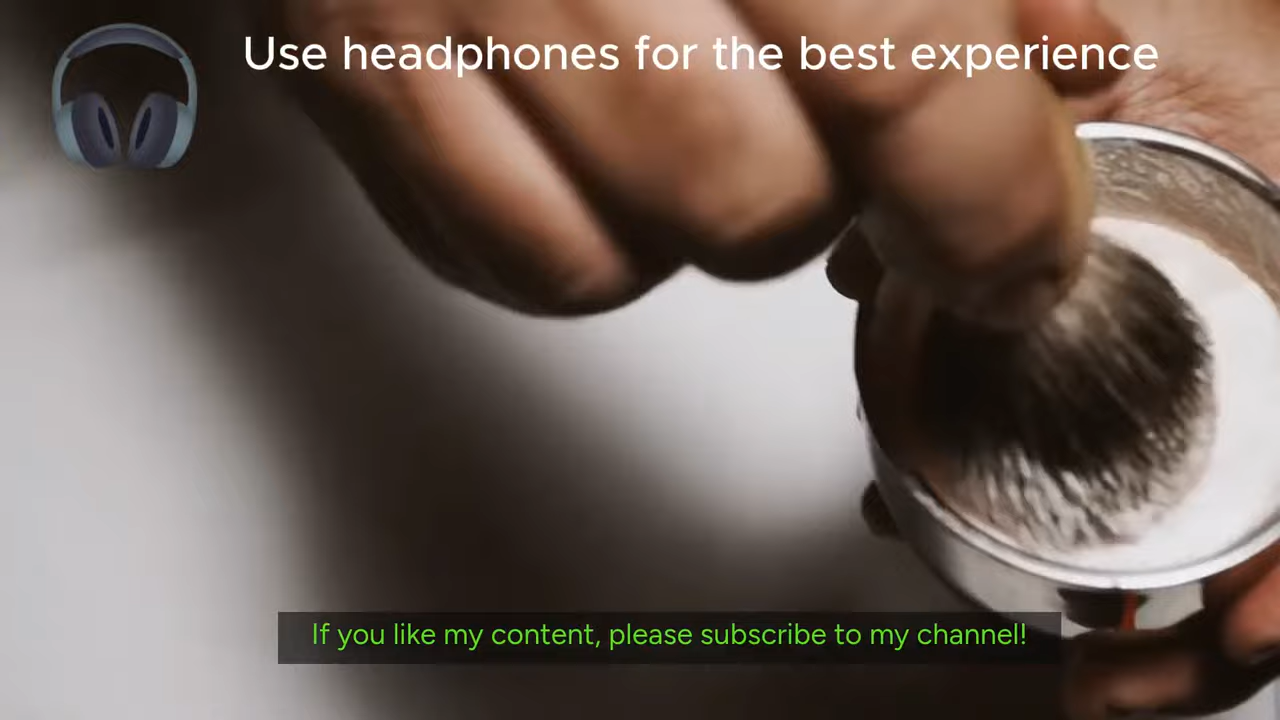 Use headphones for the best experience
If you like my content, please subscribe to my channel!